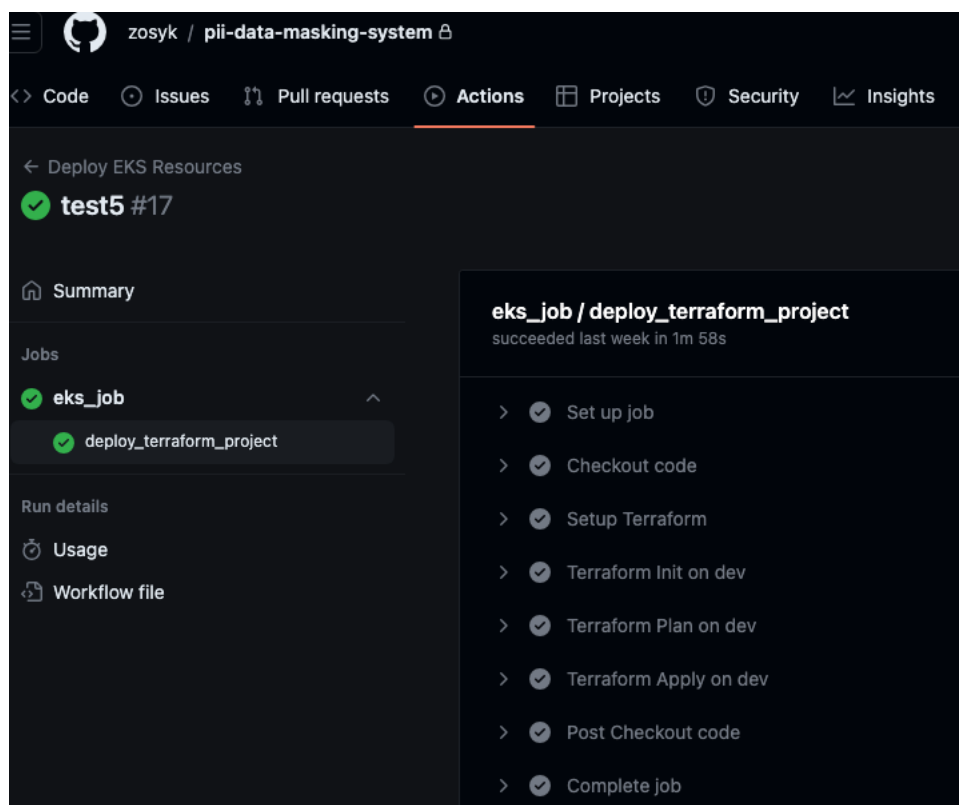 zosyk / pii-data-masking-system
<> Code Issues Pull requests Actions Projects Security Insights
← Deploy EKS Resources
test5 #17
Summary
Jobs
eks_job
deploy_terraform_project
Run details
Usage
Workflow file
eks_job / deploy_terraform_project
succeeded last week in 1m 58s
Set up job
Checkout code
Setup Terraform
Terraform Init on dev
Terraform Plan on dev
Terraform Apply on dev
Post Checkout code
Complete job